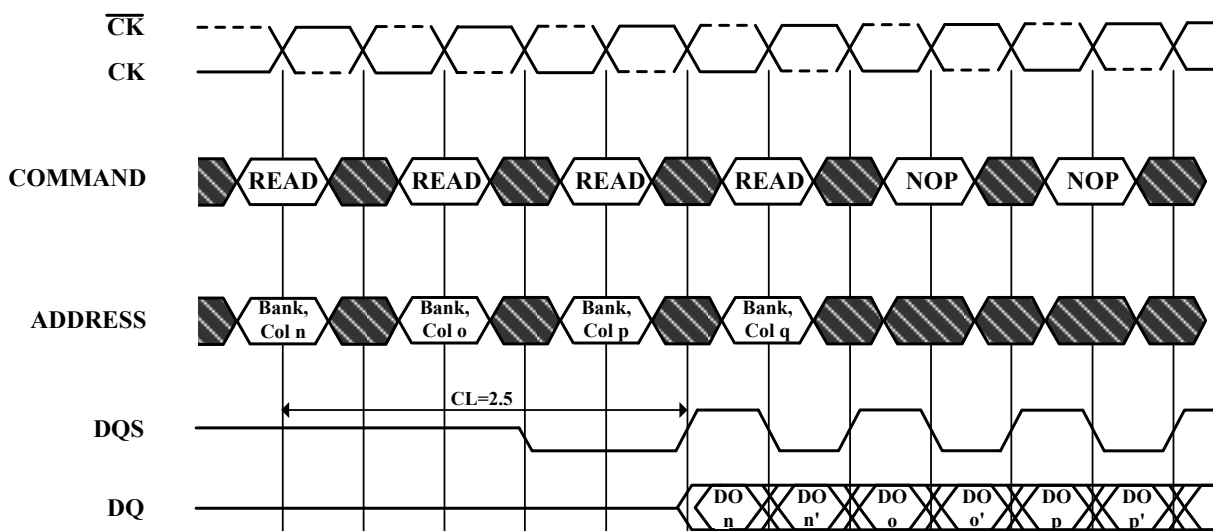 CK
CK
COMMAND READ READ READ READ NOP NOP
ADDRESS Bank, Col n Bank, Col o Bank, Col p Bank, Col q
CL=2.5
DQS
DQ DO n DO n' DO o DO o' DO p DO p'